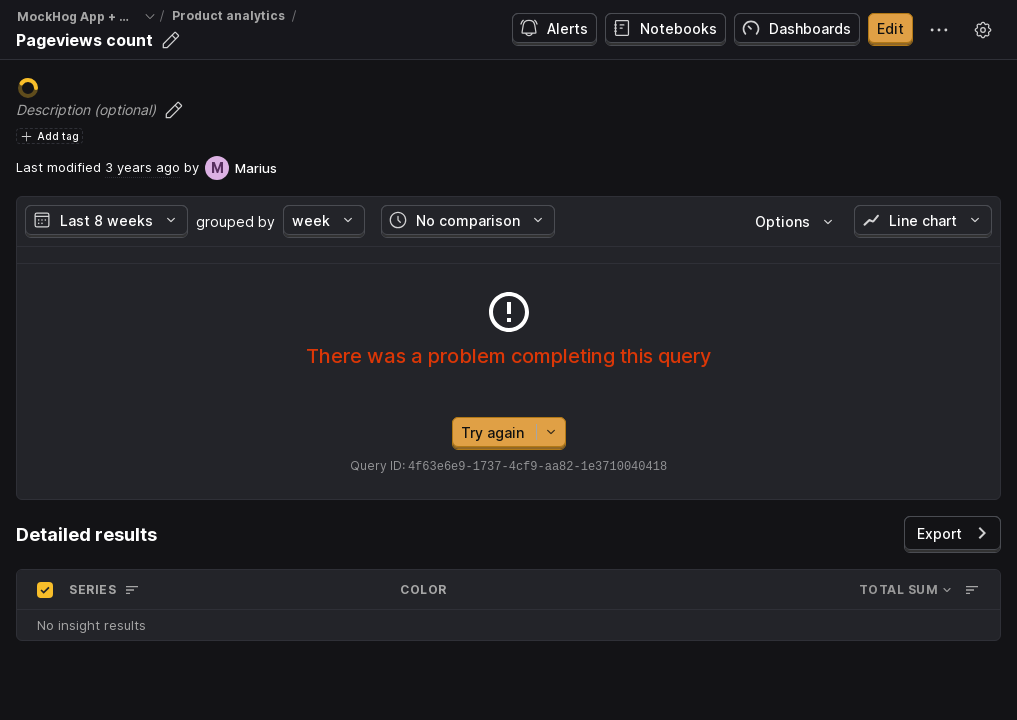 MockHog App + ... / Product analytics /
Pageviews count
Alerts
Notebooks
Dashboards
Edit
Description (optional)
Add tag
Last modified 3 years ago by M Marius
Last 8 weeks grouped by week No comparison Options Line chart
There was a problem completing this query
Try again
Query ID: 4f63e6e9-1737-4cf9-aa82-1e3710040418
Detailed results
Export
SERIES COLOR TOTAL SUM
No insight results